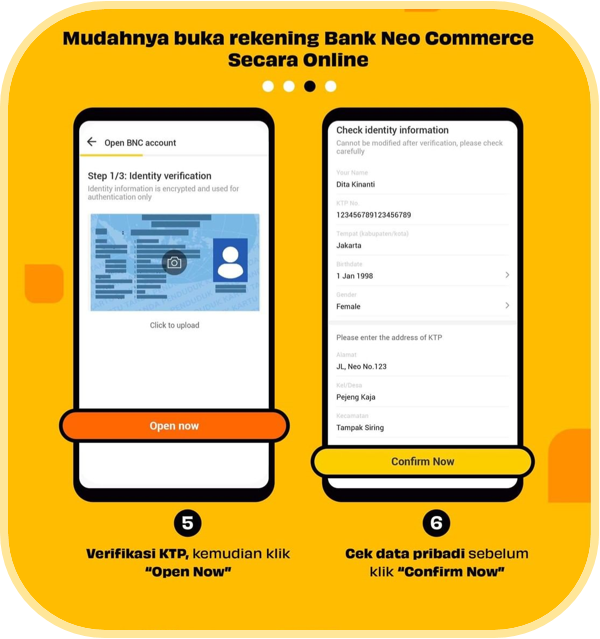 Mudahnya buka rekening Bank Neo Commerce
Secara Online
Open BNC account
Step 1/3: Identity verification
Identity information is encrypted and used for
authentication only
Click to upload
Open now
5
Verifikasi KTP, kemudian klik
“Open Now”
Check identity information
Cannot be modified after verification, please check
carefully
Your Name
Dita Kinanti
KTP No.
123456789123456789
Tempat (kabupaten/kota)
Jakarta
Birthdate
1 Jan 1998
Gender
Female
Please enter the address of KTP
Alamat
JL, Neo No.123
Kel/Desa
Pejeng Kaja
Kecamatan
Tampak Siring
Confirm Now
6
Cek data pribadi sebelum
klik “Confirm Now”